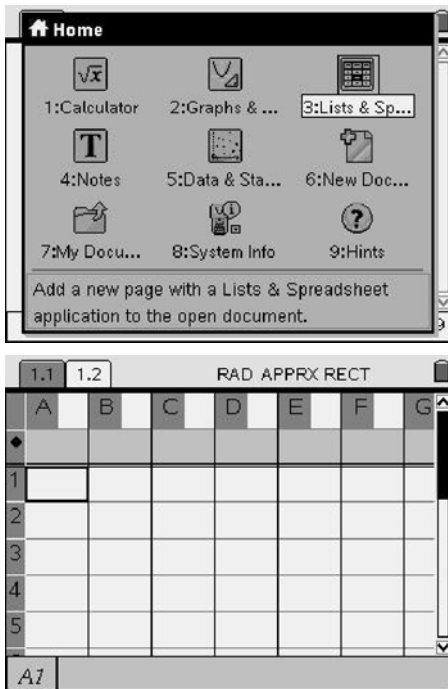 Home
1:Calculator 2:Graphs & ... 3:Lists & Sp...
4:Notes 5:Data & Sta... 6:New Doc...
7:My Docu... 8:System Info 9:Hints
Add a new page with a Lists & Spreadsheet
application to the open document.
1.1 1.2 RAD APPRX RECT
A B C D E F G
1
2
3
4
5
A1